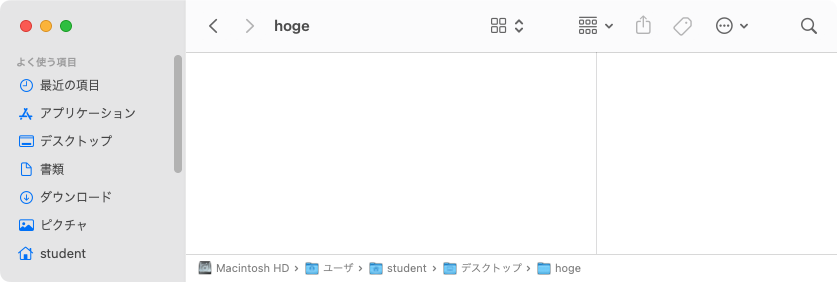 hoge
よく使う項目
最近の項目
アプリケーション
デスクトップ
書類
ダウンロード
ピクチャ
student
Macintosh HD › ユーザ › student › デスクトップ › hoge